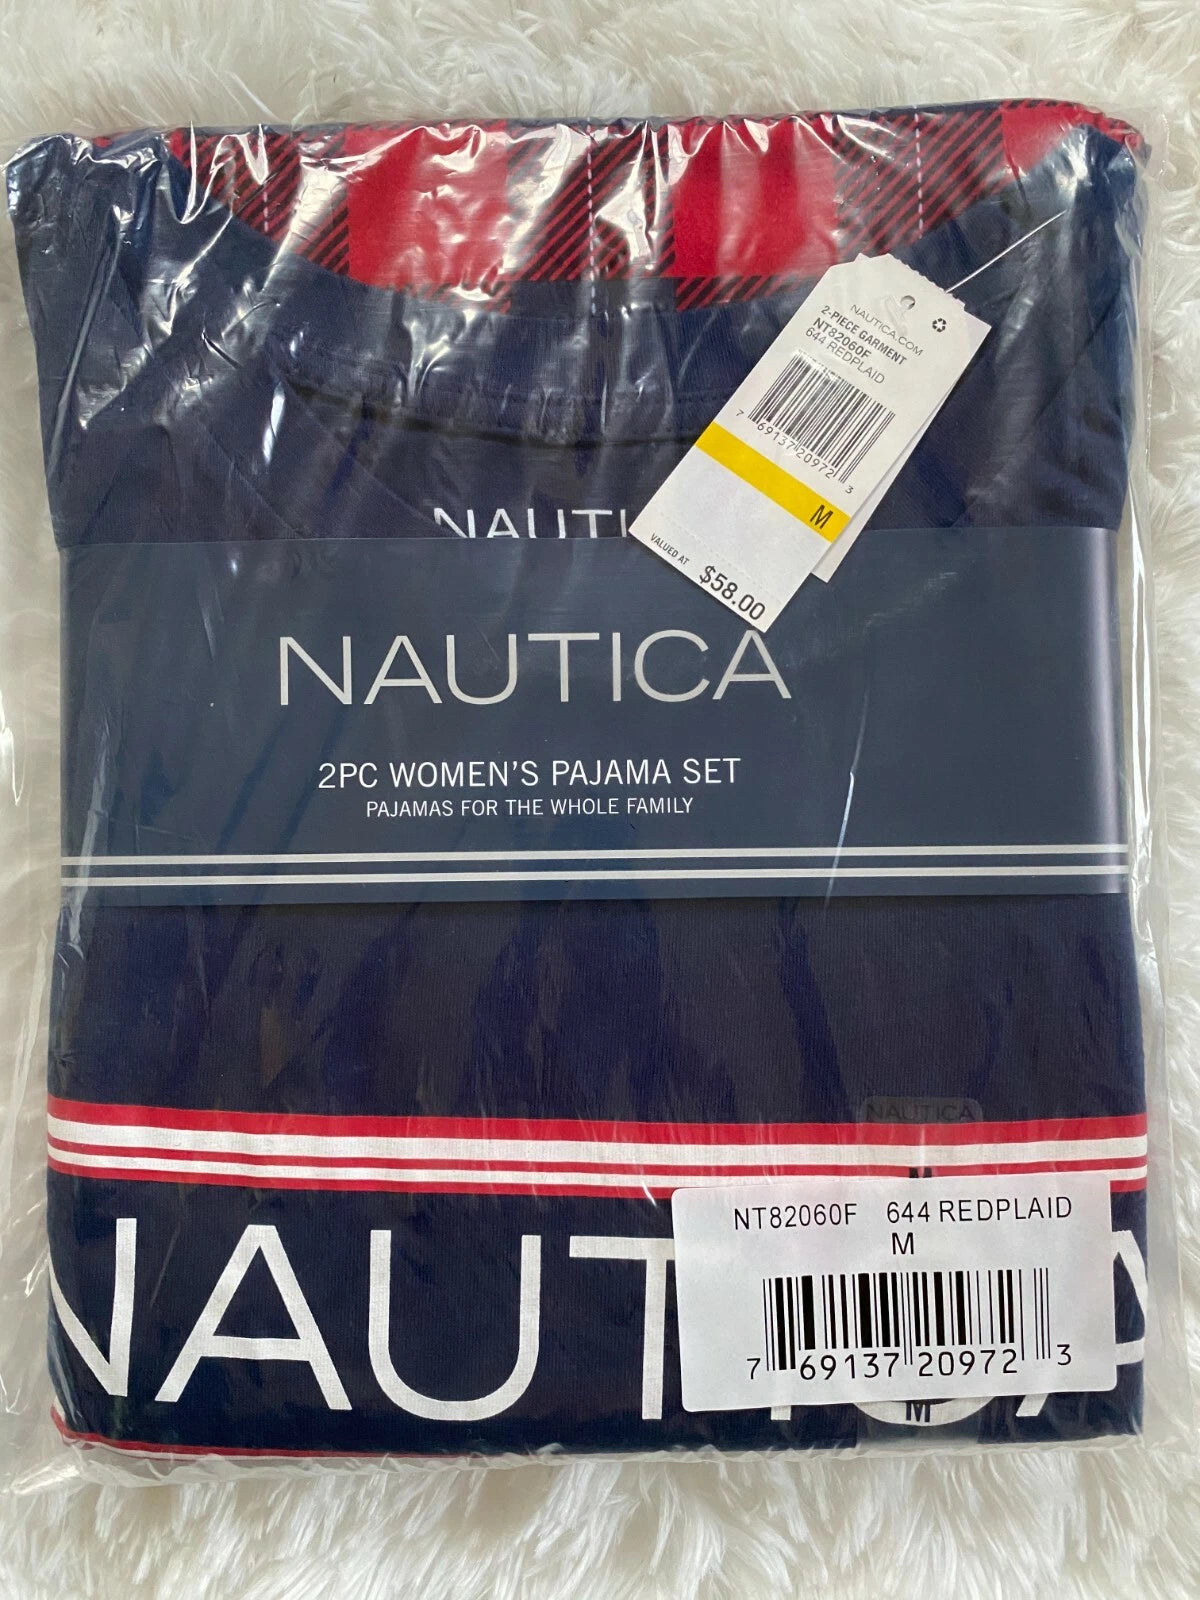 NAUTICA.COM
2-PIECE GARMENT
NT82060F
644 REDPLAID
7 69137 20972 3
M
VALUED AT
$58.00
NAUTI
NAUTICA
2PC WOMEN'S PAJAMA SET
PAJAMAS FOR THE WHOLE FAMILY
NAUTICA
M
NT82060F 644 REDPLAID
M
7 69137 20972 3
NAUTICA
M